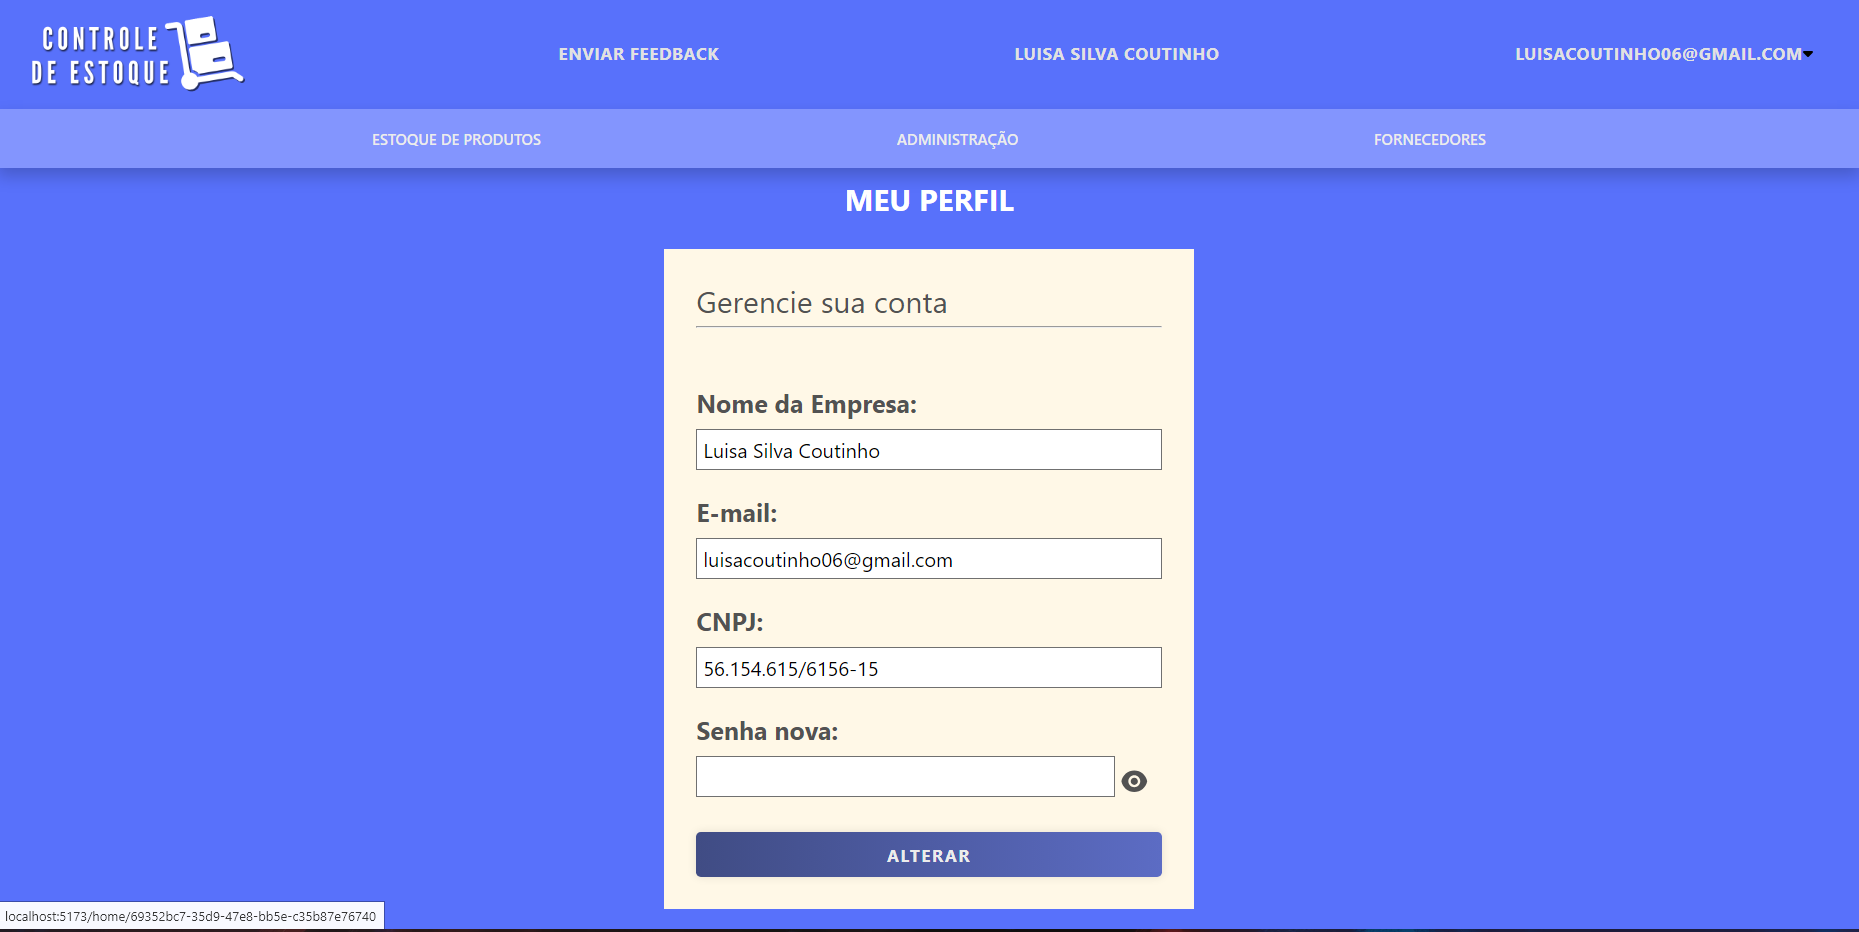 CONTROLE
DE ESTOQUE
ENVIAR FEEDBACK
LUISA SILVA COUTINHO
LUISACOUTINHO06@GMAIL.COM
ESTOQUE DE PRODUTOS
ADMINISTRAÇÃO
FORNECEDORES
MEU PERFIL
Gerencie sua conta
Nome da Empresa:
Luisa Silva Coutinho
E-mail:
luisacoutinho06@gmail.com
CNPJ:
56.154.615/6156-15
Senha nova:
ALTERAR
localhost:5173/home/69352bc7-35d9-47e8-bb5e-c35b87e76740